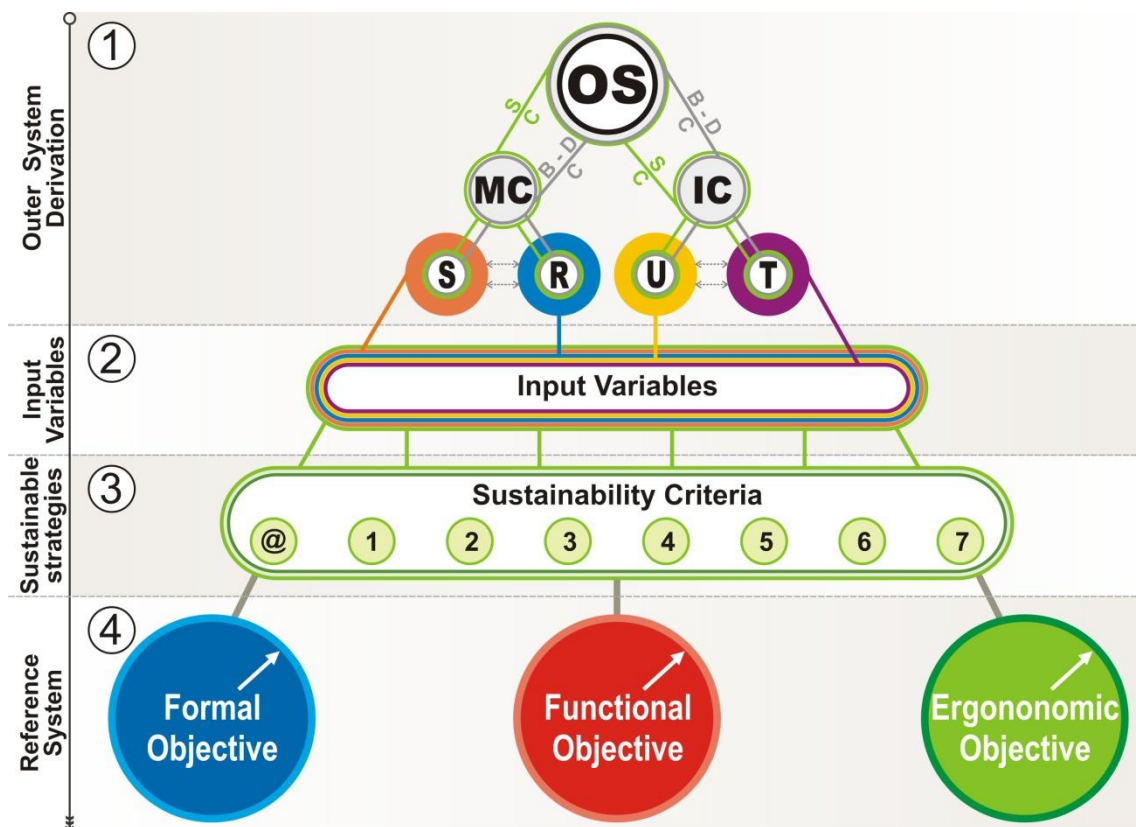 1
Outer System
Derivation
OS
S
C
B - D
C
S
C
B - D
C
MC
IC
S
R
U
T
2
Input
Variables
Input Variables
3
Sustainable
strategies
Sustainability Criteria
@ 1 2 3 4 5 6 7
4
Reference
System
Formal
Objective
Functional
Objective
Ergononomic
Objective